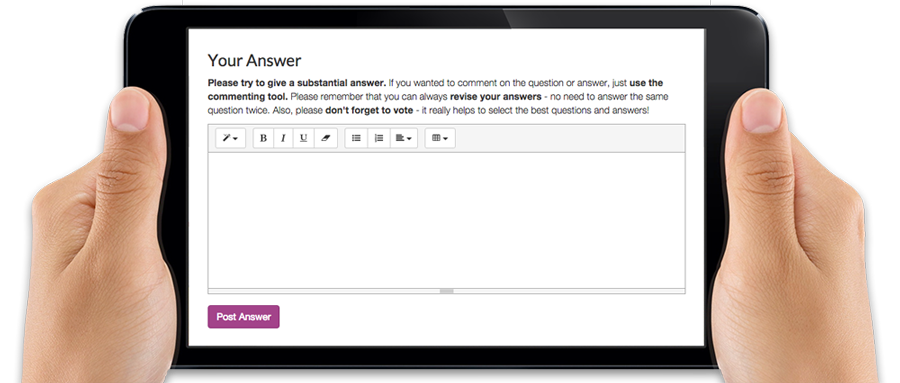 Your Answer
Please try to give a substantial answer. If you wanted to comment on the question or answer, just use the
commenting tool. Please remember that you can always revise your answers - no need to answer the same
question twice. Also, please don't forget to vote - it really helps to select the best questions and answers!
B I U
Post Answer